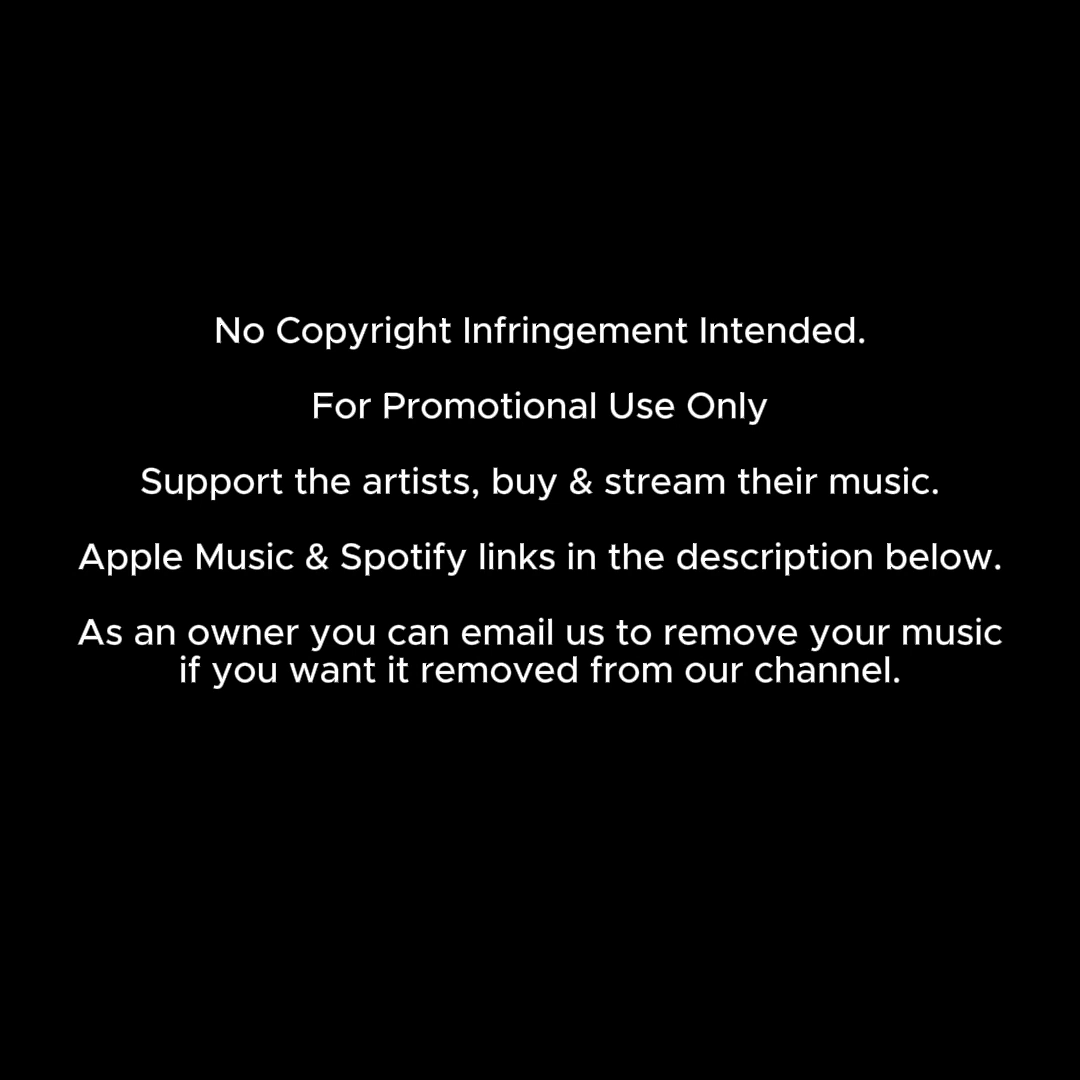 No Copyright Infringement Intended.
For Promotional Use Only
Support the artists, buy & stream their music.
Apple Music & Spotify links in the description below.
As an owner you can email us to remove your music
if you want it removed from our channel.